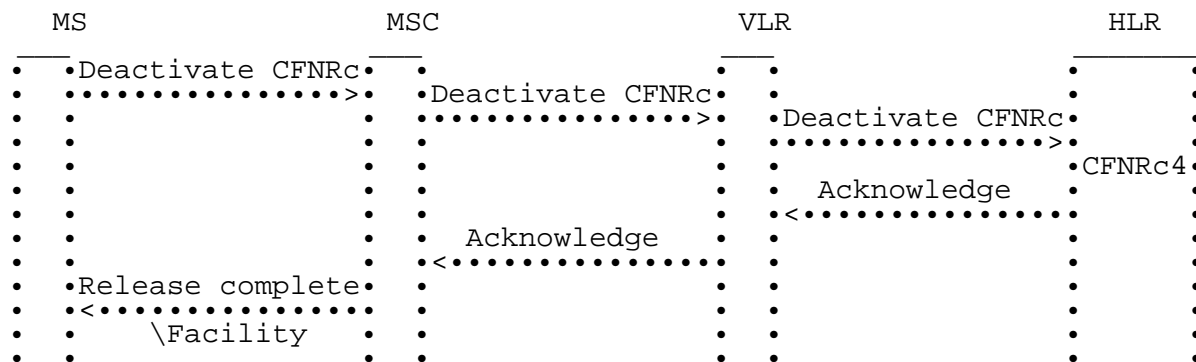 MS MSC VLR HLR
Deactivate CFNRc
Deactivate CFNRc
Deactivate CFNRc
CFNRc4
Acknowledge
Acknowledge
Release complete
\Facility